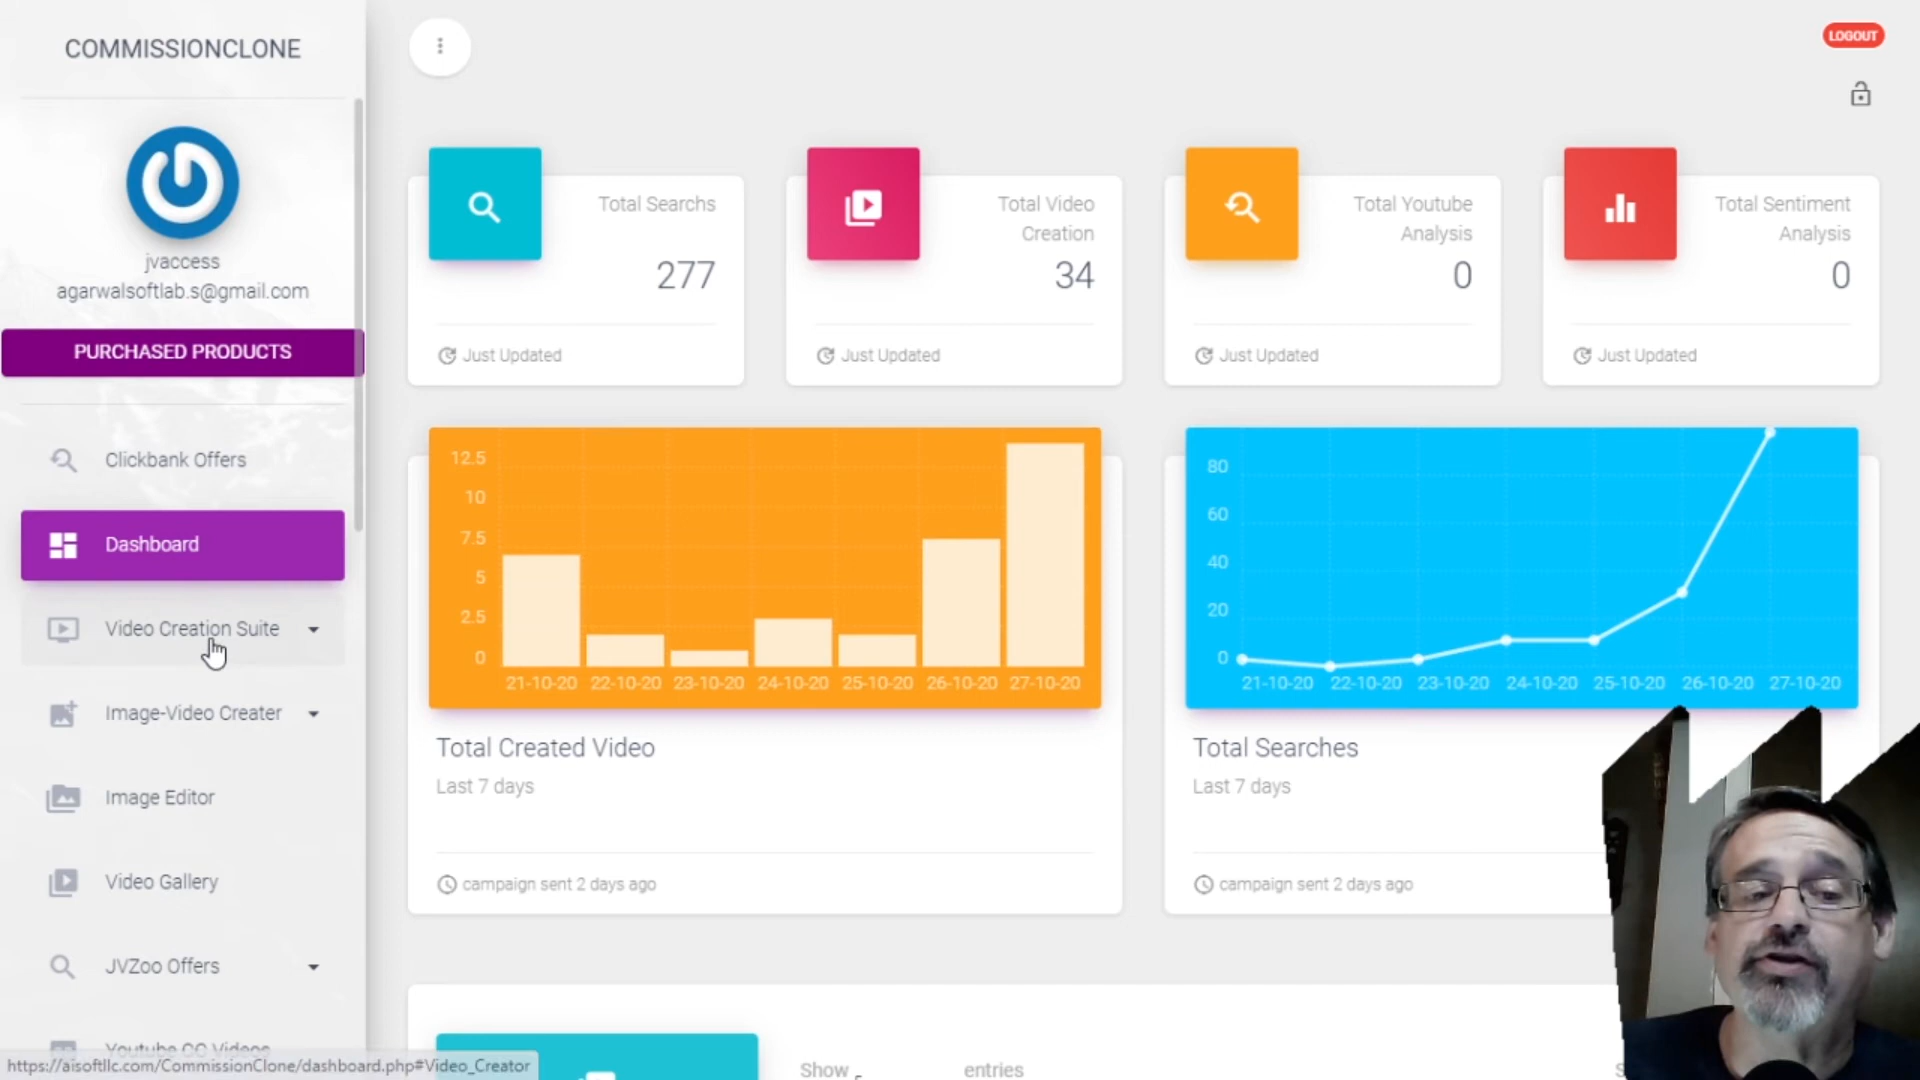 COMMISSIONCLONE
jvaccess
agarwalsoftlab.s@gmail.com
PURCHASED PRODUCTS
Clickbank Offers
Dashboard
Video Creation Suite
Image-Video Creater
Image Editor
Video Gallery
JVZoo Offers
Youtube CC Videos
https://aisoftllc.com/CommissionClone/dashboard.php#Video_Creator
LOGOUT
Total Searchs
277
Just Updated
Total Video
Creation
34
Just Updated
Total Youtube
Analysis
0
Just Updated
Total Sentiment
Analysis
0
Just Updated
12.5
10
7.5
5
2.5
0
21-10-20 22-10-20 23-10-20 24-10-20 25-10-20 26-10-20 27-10-20
Total Created Video
Last 7 days
campaign sent 2 days ago
80
60
40
20
0
21-10-20 22-10-20 23-10-20 24-10-20 25-10-20 26-10-20 27-10-20
Total Searches
Last 7 days
campaign sent 2 days ago
Show entries